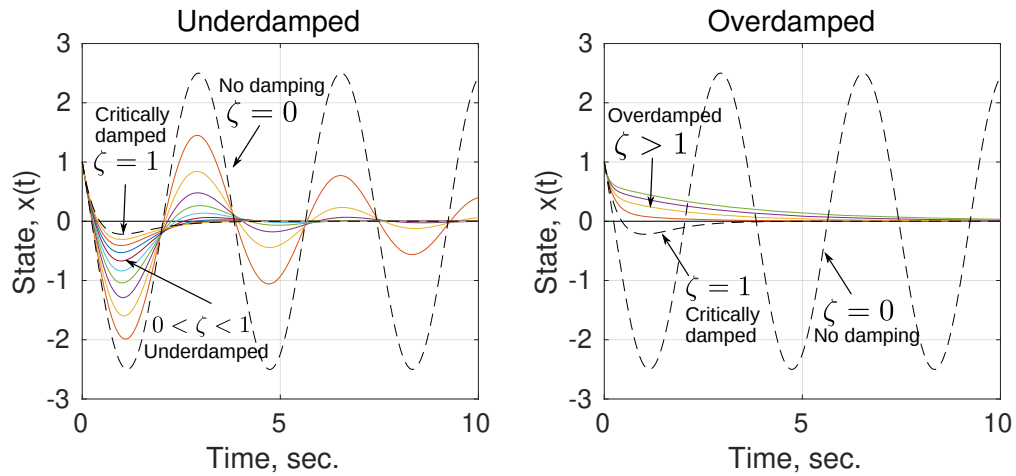 Underdamped
3
2
1
0
-1
-2
-3
0
5
10
State, x(t)
Time, sec.
Critically
damped
ζ = 1
No damping
ζ = 0
0 < ζ < 1
Underdamped
Overdamped
3
2
1
0
-1
-2
-3
0
5
10
State, x(t)
Time, sec.
Overdamped
ζ > 1
ζ = 1
Critically
damped
ζ = 0
No damping